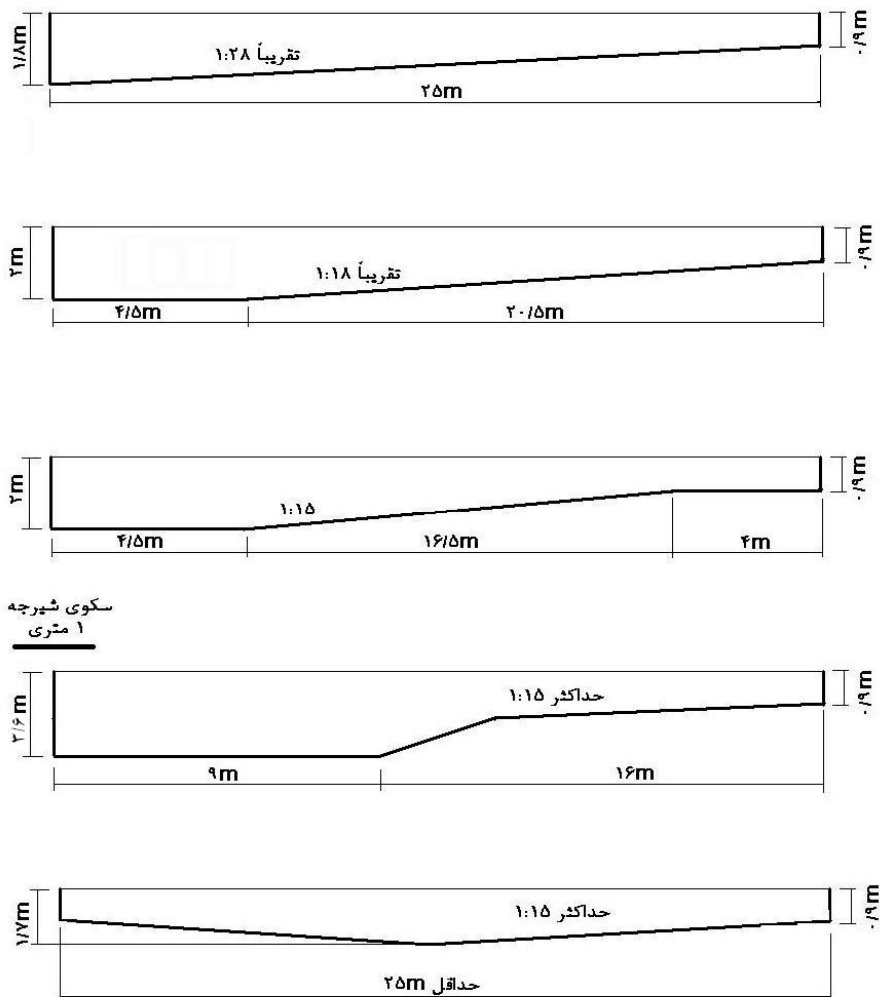 ۱/۸m
تقریباً ۱:۲۸
۰/۹m
۲۵m
۲m
تقریباً ۱:۱۸
۰/۹m
۴/۵m
۲۰/۵m
۲m
۱:۱۵
۰/۹m
۴/۵m
۱۶/۵m
۴m
سکوی شیرجه
۱ متری
۳/۶m
حداکثر ۱:۱۵
۰/۹m
۹m
۱۶m
۱/۷m
حداکثر ۱:۱۵
۰/۹m
حداقل ۲۵m